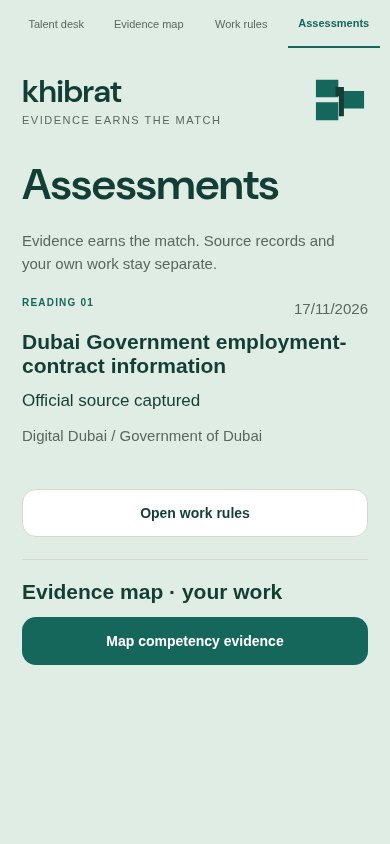 Talent desk Evidence map Work rules Assessments
khibrat
EVIDENCE EARNS THE MATCH
Assessments
Evidence earns the match. Source records and
your own work stay separate.
READING 01 17/11/2026
Dubai Government employment-
contract information
Official source captured
Digital Dubai / Government of Dubai
Open work rules
Evidence map · your work
Map competency evidence